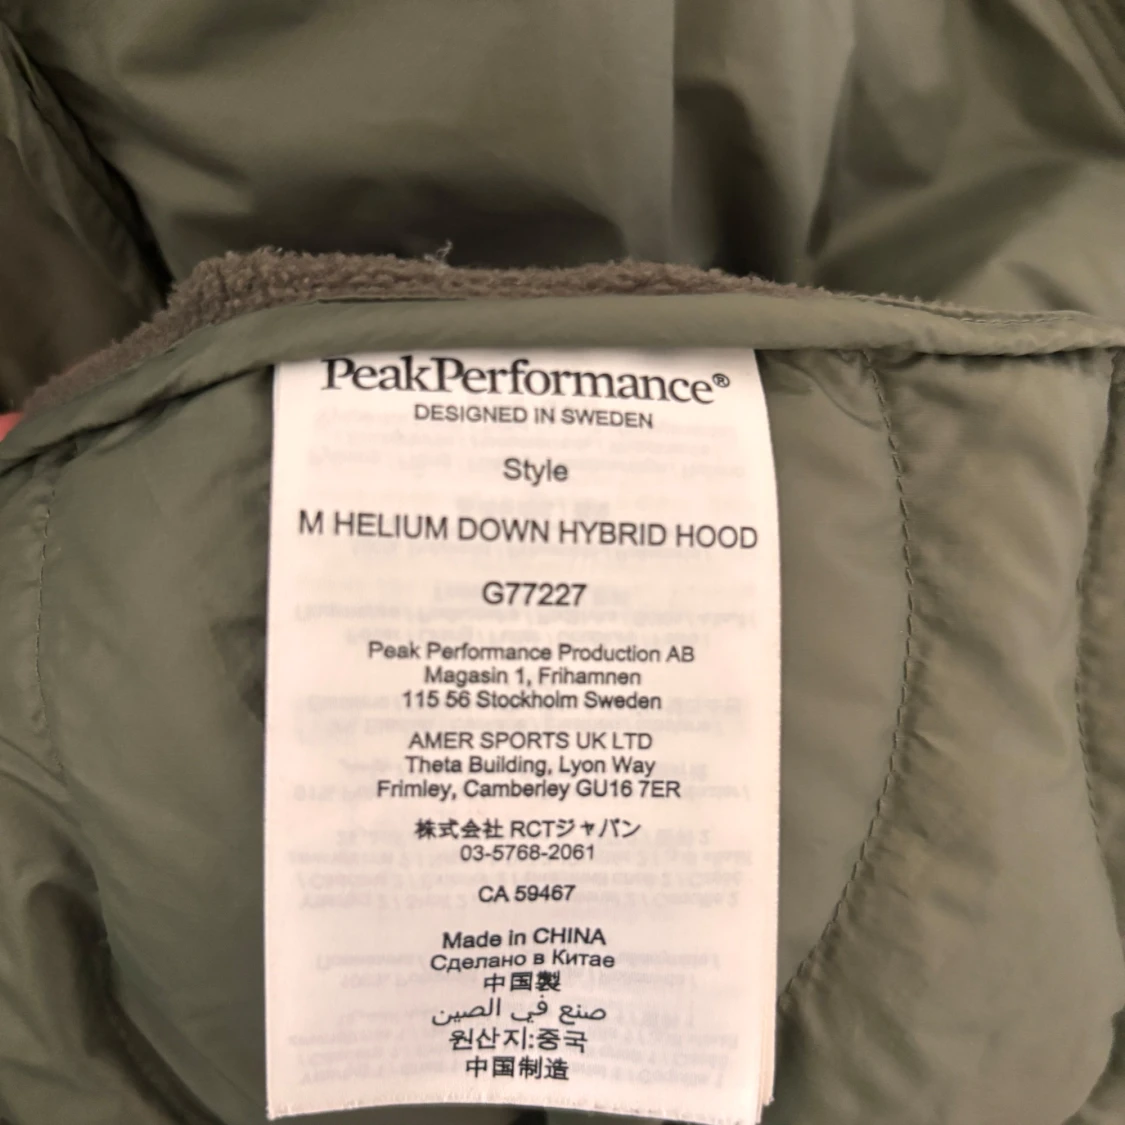 PeakPerformance®
DESIGNED IN SWEDEN
Style
M HELIUM DOWN HYBRID HOOD
G77227
Peak Performance Production AB
Magasin 1, Frihamnen
115 56 Stockholm Sweden
AMER SPORTS UK LTD
Theta Building, Lyon Way
Frimley, Camberley GU16 7ER
株式会社 RCTジャパン
03-5768-2061
CA 59467
Made in CHINA
Сделано в Китае
中国製
صنع في الصين
원산지:중국
中国制造